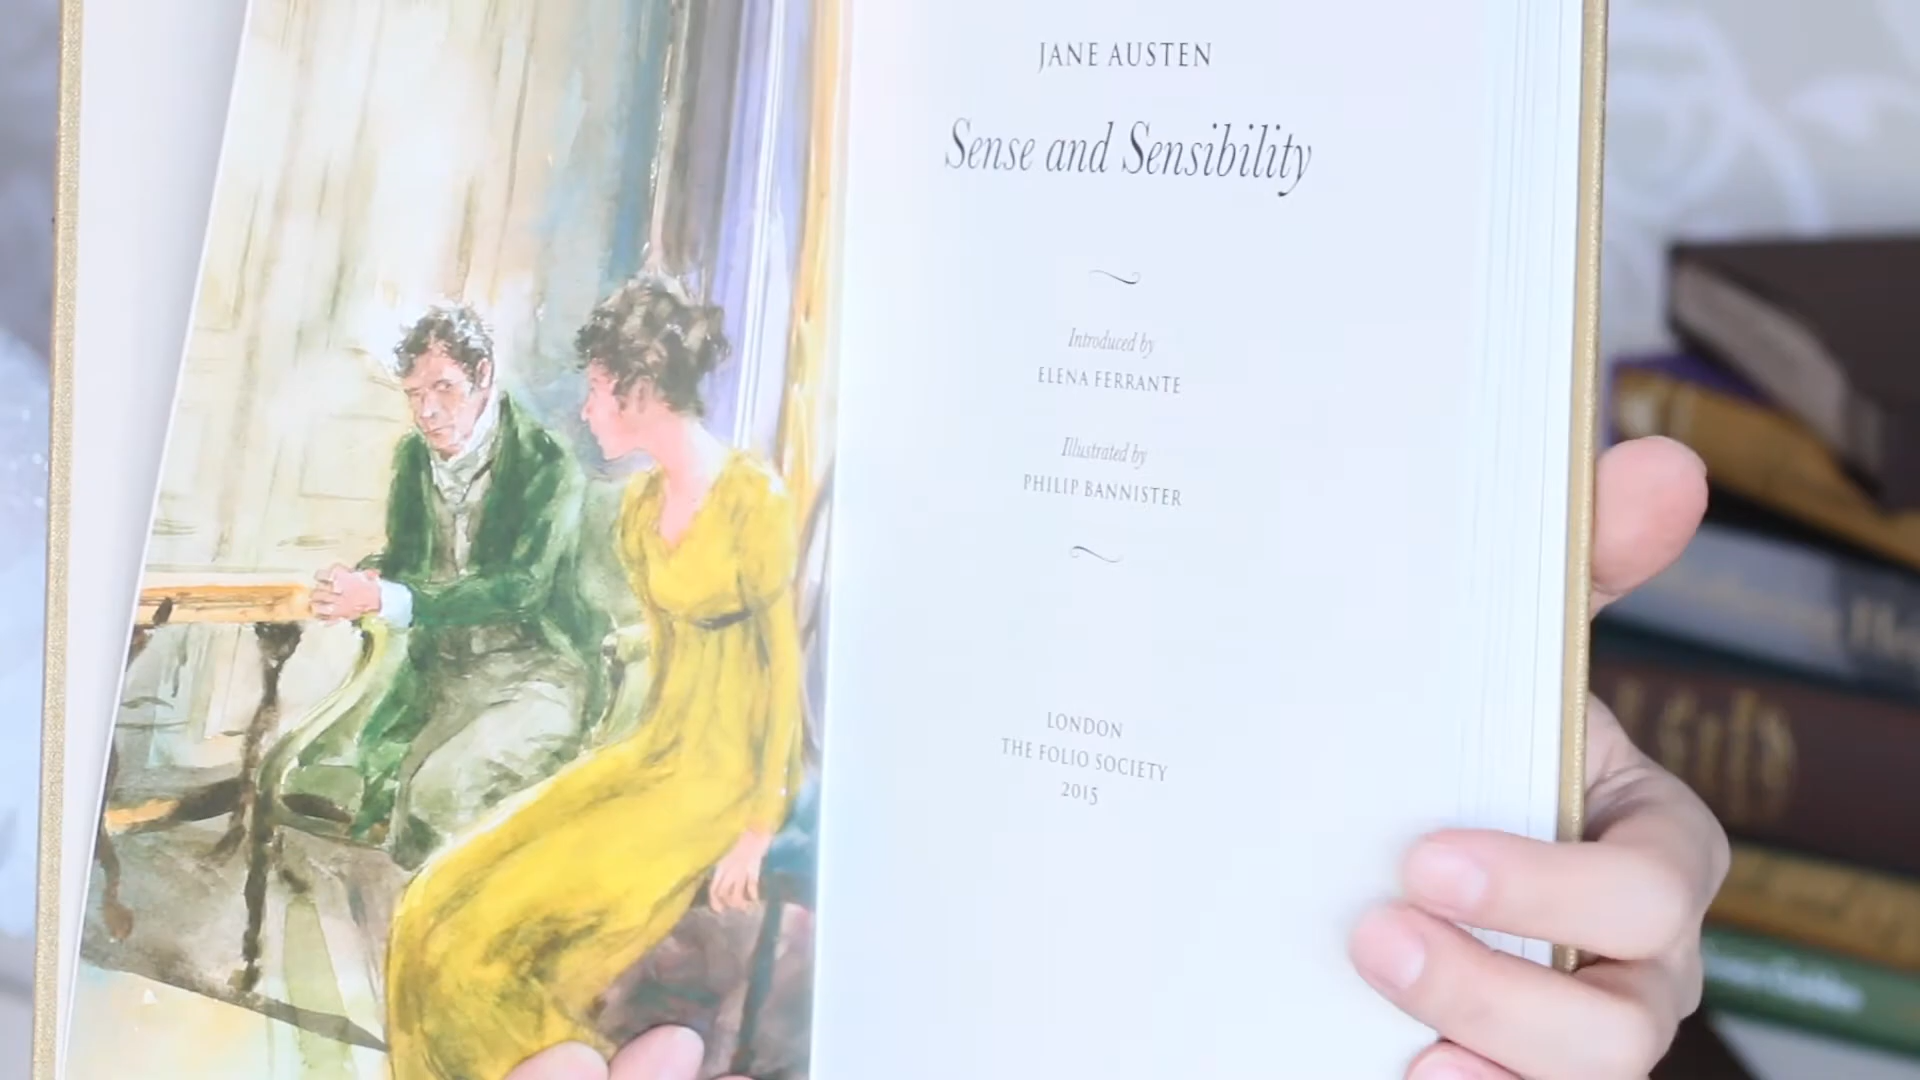 JANE AUSTEN
Sense and Sensibility
Introduced by
ELENA FERRANTE
Illustrated by
PHILIP BANNISTER
LONDON
THE FOLIO SOCIETY
2015